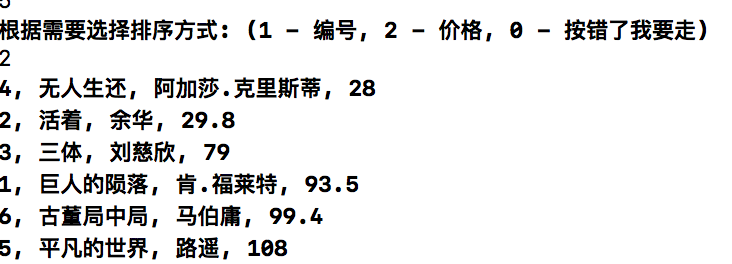 5
根据需要选择排序方式: (1 - 编号, 2 - 价格, 0 - 按错了我要走)
2
4, 无人生还, 阿加莎.克里斯蒂, 28
2, 活着, 余华, 29.8
3, 三体, 刘慈欣, 79
1, 巨人的陨落, 肯.福莱特, 93.5
6, 古董局中局, 马伯庸, 99.4
5, 平凡的世界, 路遥, 108